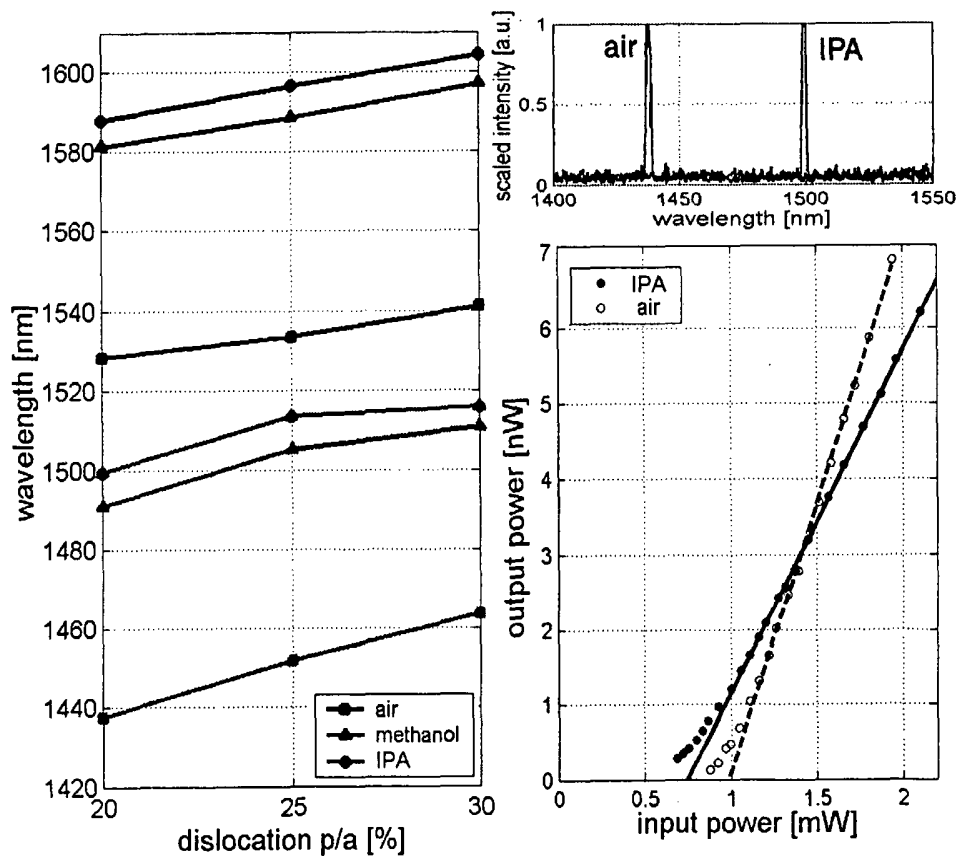 wavelength [nm]
1600
1580
1560
1540
1520
1500
1480
1460
1440
1420
20
25
30
dislocation p/a [%]
air
methanol
IPA
scaled intensity [a.u.]
1
0.5
0
air
IPA
1400
1450
1500
1550
wavelength [nm]
output power [nW]
7
6
5
4
3
2
1
0
IPA
air
0
0.5
1
1.5
2
input power [mW]